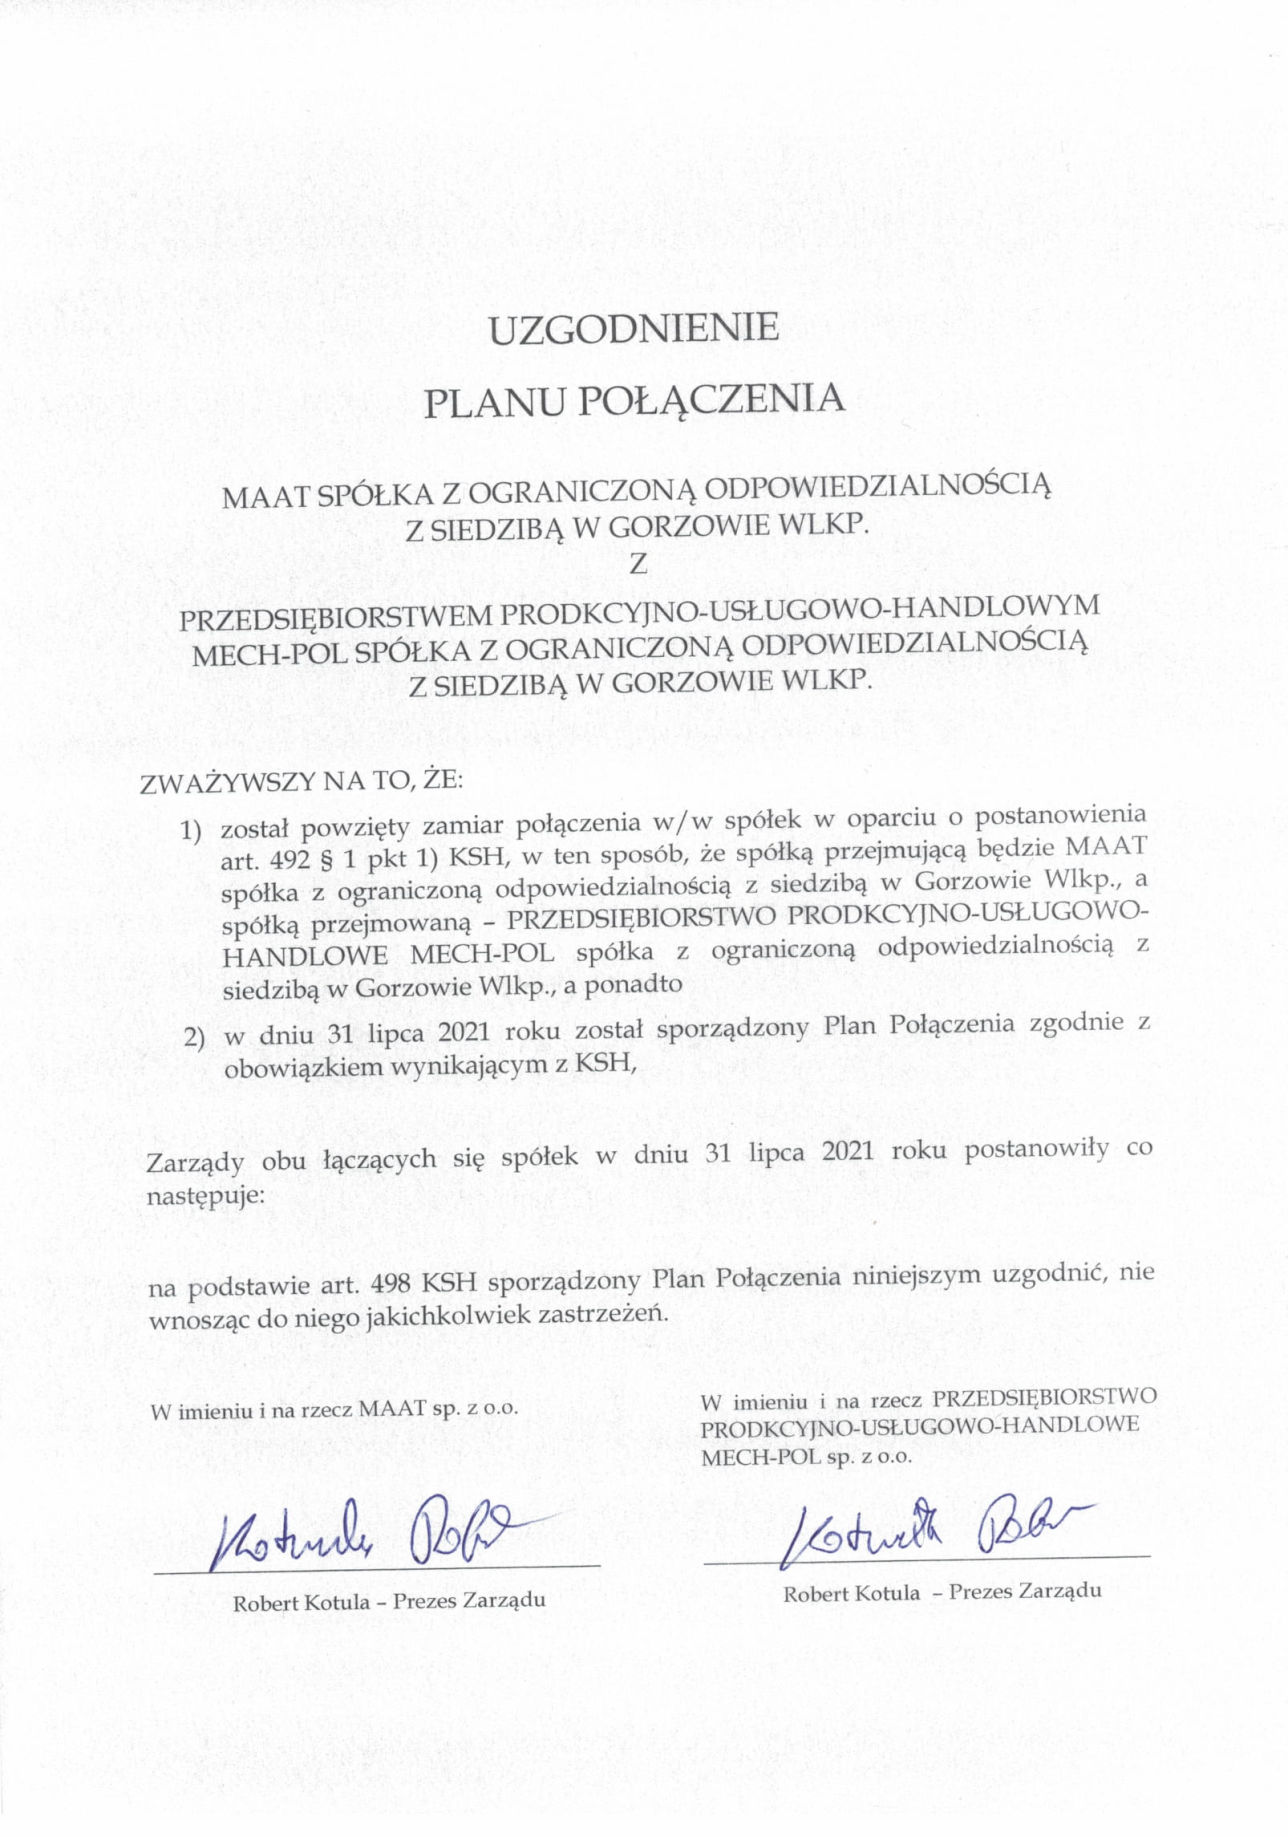 UZGODNIENIE
PLANU POŁĄCZENIA
MAAT SPÓŁKA Z OGRANICZONĄ ODPOWIEDZIALNOŚCIĄ
Z SIEDZIBĄ W GORZOWIE WLKP.
Z
PRZEDSIĘBIORSTWEM PRODKCYJNO-USŁUGOWO-HANDLOWYM
MECH-POL SPÓŁKA Z OGRANICZONĄ ODPOWIEDZIALNOŚCIĄ
Z SIEDZIBĄ W GORZOWIE WLKP.
ZWAŻYWSZY NA TO, ŻE:
1) został powzięty zamiar połączenia w/w spółek w oparciu o postanowienia
art. 492 § 1 pkt 1) KSH, w ten sposób, że spółką przejmującą będzie MAAT
spółka z ograniczoną odpowiedzialnością z siedzibą w Gorzowie Wlkp., a
spółką przejmowaną – PRZEDSIĘBIORSTWO PRODKCYJNO-USŁUGOWO-
HANDLOWE MECH-POL spółka z ograniczoną odpowiedzialnością z
siedzibą w Gorzowie Wlkp., a ponadto
2) w dniu 31 lipca 2021 roku został sporządzony Plan Połączenia zgodnie z
obowiązkiem wynikającym z KSH,
Zarządy obu łączących się spółek w dniu 31 lipca 2021 roku postanowiły co
następuje:
na podstawie art. 498 KSH sporządzony Plan Połączenia niniejszym uzgodnić, nie
wnosząc do niego jakichkolwiek zastrzeżeń.
W imieniu i na rzecz MAAT sp. z o.o.
W imieniu i na rzecz PRZEDSIĘBIORSTWO
PRODKCYJNO-USŁUGOWO-HANDLOWE
MECH-POL sp. z o.o.
Robert Kotula – Prezes Zarządu
Robert Kotula – Prezes Zarządu